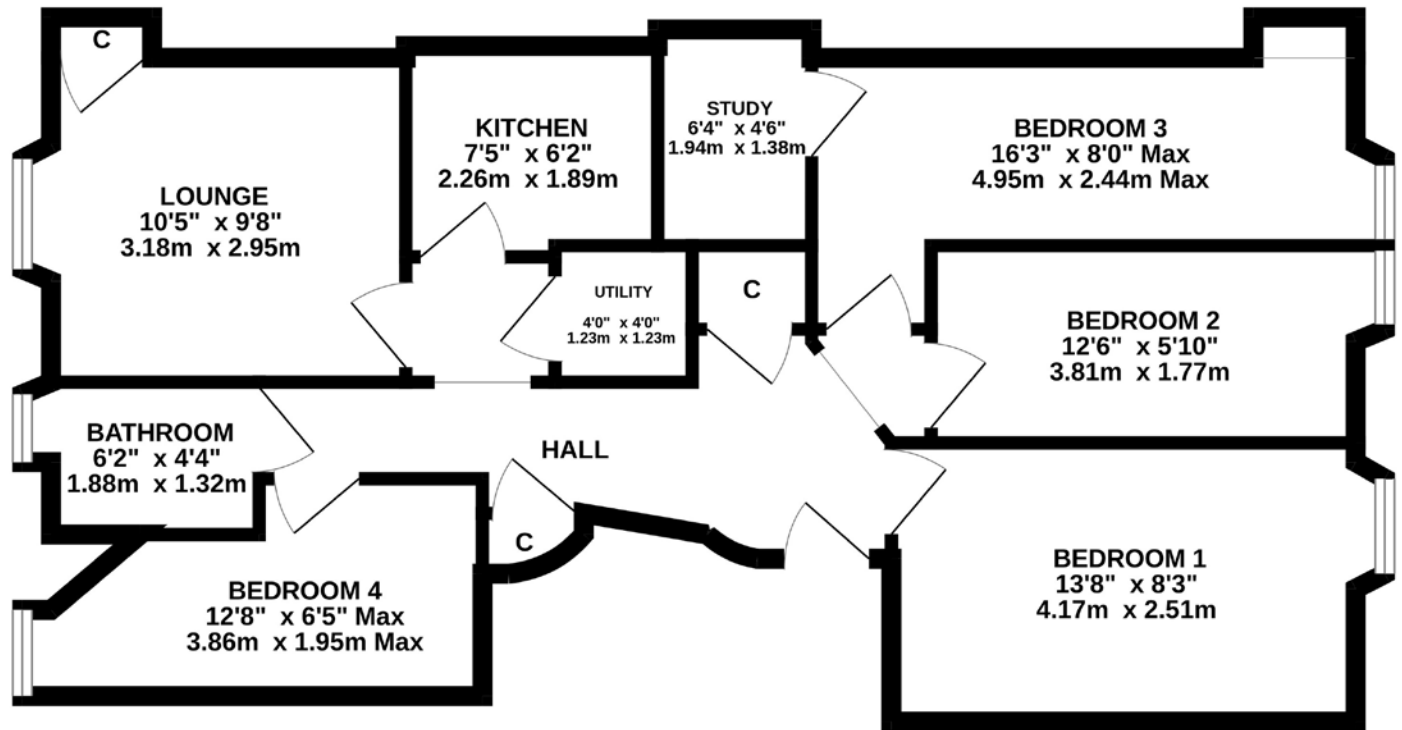 C
LOUNGE
10'5" x 9'8"
3.18m x 2.95m
KITCHEN
7'5" x 6'2"
2.26m x 1.89m
STUDY
6'4" x 4'6"
1.94m x 1.38m
BEDROOM 3
16'3" x 8'0" Max
4.95m x 2.44m Max
UTILITY
4'0" x 4'0"
1.23m x 1.23m
C
BEDROOM 2
12'6" x 5'10"
3.81m x 1.77m
BATHROOM
6'2" x 4'4"
1.88m x 1.32m
HALL
C
BEDROOM 4
12'8" x 6'5" Max
3.86m x 1.95m Max
BEDROOM 1
13'8" x 8'3"
4.17m x 2.51m